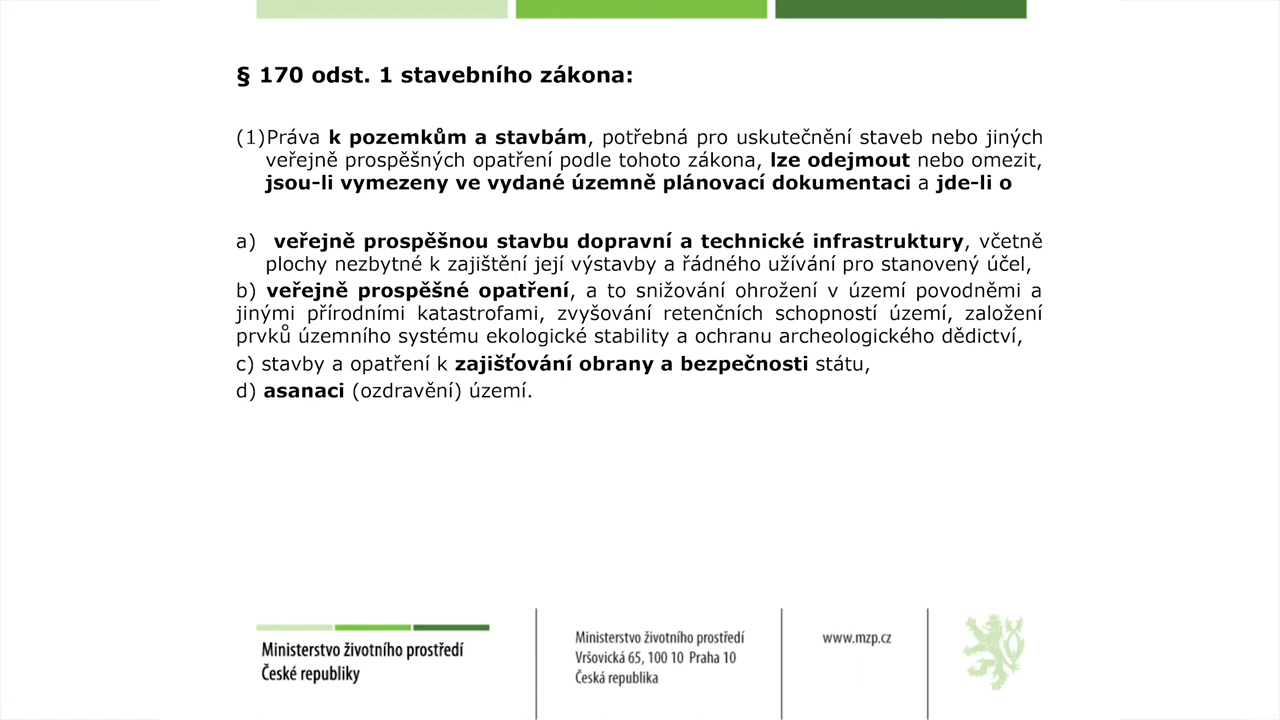 § 170 odst. 1 stavebního zákona:
(1)Práva k pozemkům a stavbám, potřebná pro uskutečnění staveb nebo jiných
veřejně prospěšných opatření podle tohoto zákona, lze odejmout nebo omezit,
jsou-li vymezeny ve vydané územně plánovací dokumentaci a jde-li o
a) veřejně prospěšnou stavbu dopravní a technické infrastruktury, včetně
plochy nezbytné k zajištění její výstavby a řádného užívání pro stanovený účel,
b) veřejně prospěšné opatření, a to snižování ohrožení v území povodněmi a
jinými přírodními katastrofami, zvyšování retenčních schopností území, založení
prvků územního systému ekologické stability a ochranu archeologického dědictví,
c) stavby a opatření k zajišťování obrany a bezpečnosti státu,
d) asanaci (ozdravění) území.
Ministerstvo životního prostředí
České republiky
Ministerstvo životního prostředí
Vršovická 65, 100 10 Praha 10
Česká republika
www.mzp.cz